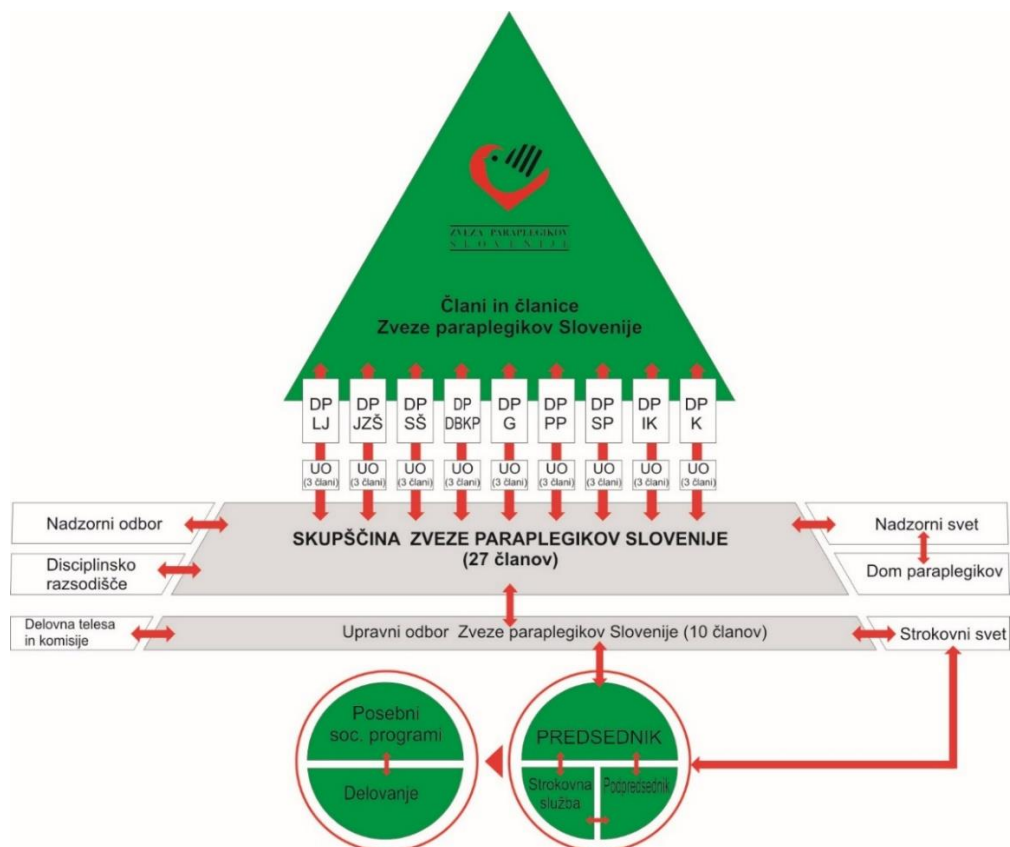 ZVEZA PARAPLEGIKOV
SLOVENIJE
Člani in članice
Zveze paraplegikov Slovenije
DP
LJ
DP
JZŠ
DP
SŠ
DP
DBKP
DP
G
DP
PP
DP
SP
DP
IK
DP
K
UO
(3 člani)
UO
(3 člani)
UO
(3 člani)
UO
(3 člani)
UO
(3 člani)
UO
(3 člani)
UO
(3 člani)
UO
(3 člani)
UO
(3 člani)
Nadzorni odbor
SKUPŠČINA ZVEZE PARAPLEGIKOV SLOVENIJE
(27 članov)
Nadzorni svet
Disciplinsko
razsodišče
Dom paraplegikov
Delovna telesa
in komisije
Upravni odbor Zveze paraplegikov Slovenije (10 članov)
Strokovni svet
Posebni
soc. programi
Delovanje
PREDSEDNIK
Strokovna
služba
Podpredsednik